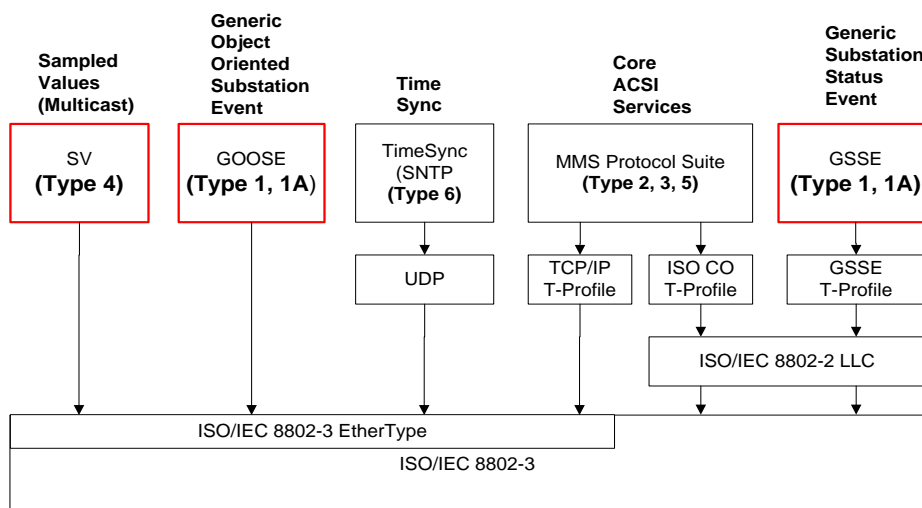 Sampled
Values
(Multicast)
Generic
Object
Oriented
Substation
Event
Time
Sync
Core
ACSI
Services
Generic
Substation
Status
Event
SV
(Type 4)
GOOSE
(Type 1, 1A)
TimeSync
(SNTP
(Type 6)
MMS Protocol Suite
(Type 2, 3, 5)
GSSE
(Type 1, 1A)
UDP
TCP/IP
T-Profile
ISO CO
T-Profile
GSSE
T-Profile
ISO/IEC 8802-2 LLC
ISO/IEC 8802-3 EtherType
ISO/IEC 8802-3